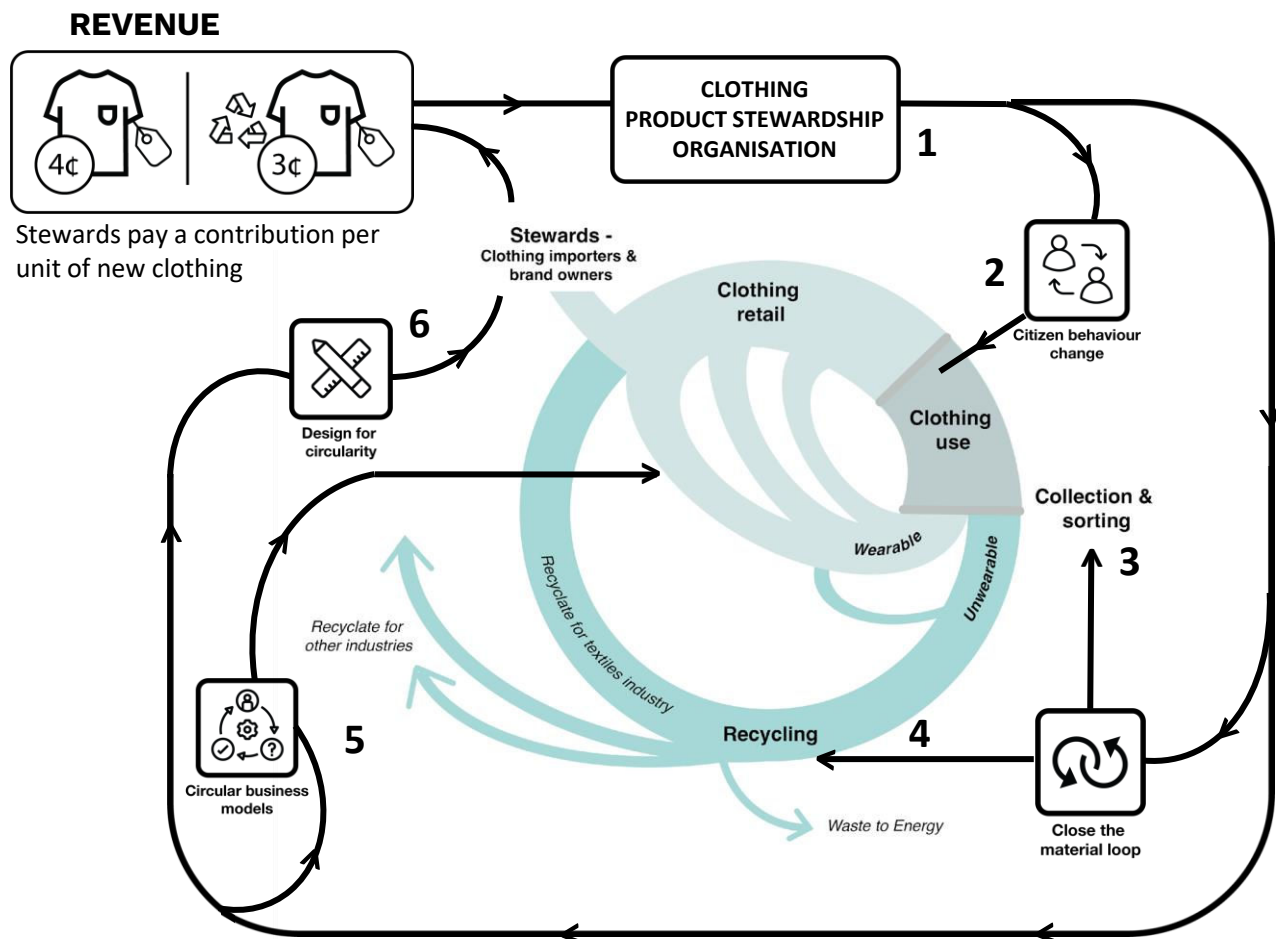 REVENUE
4¢
3¢
Stewards pay a contribution per
unit of new clothing
CLOTHING
PRODUCT STEWARDSHIP
ORGANISATION
1
2
Citizen behaviour
change
Stewards -
Clothing importers &
brand owners
Clothing
retail
Clothing
use
6
Design for
circularity
Collection &
sorting
3
Wearable
Unwearable
Recyclate for textiles industry
Recyclate for
other industries
Recycling
4
5
Circular business
models
?
Waste to Energy
Close the
material loop